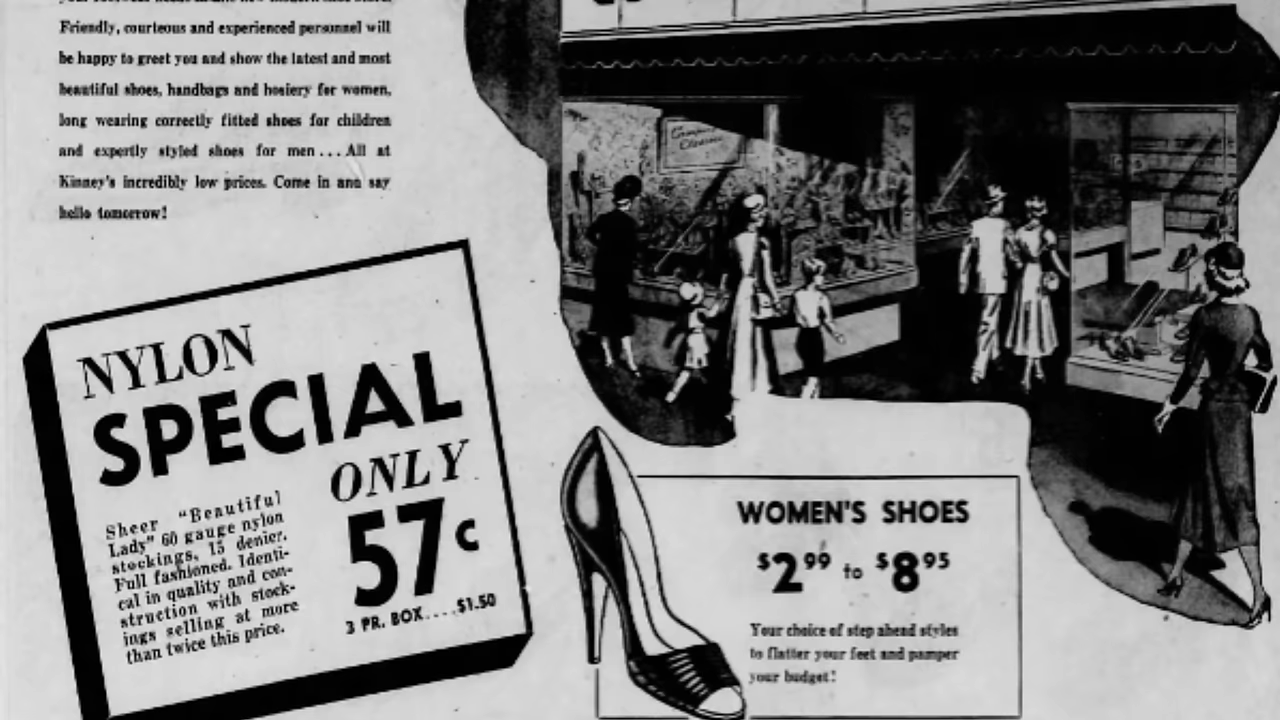 Friendly, courteous and experienced personnel will
be happy to greet you and show the latest and most
beautiful shoes, handbags and hosiery for women,
long wearing correctly fitted shoes for children
and expertly styled shoes for men...All at
Kinney's incredibly low prices. Come in and say
hello tomorrow!
NYLON
SPECIAL
ONLY
57c
3 PR. BOX....$1.50
Sheer "Beautiful
Lady" 60 gauge nylon
stockings, 15 denier.
Full fashioned. Identi-
cal in quality and con-
struction with stock-
ings selling at more
than twice this price.
WOMEN'S SHOES
$2.99 to $8.95
Your choice of step ahead styles
to flatter your feet and pamper
your budget!